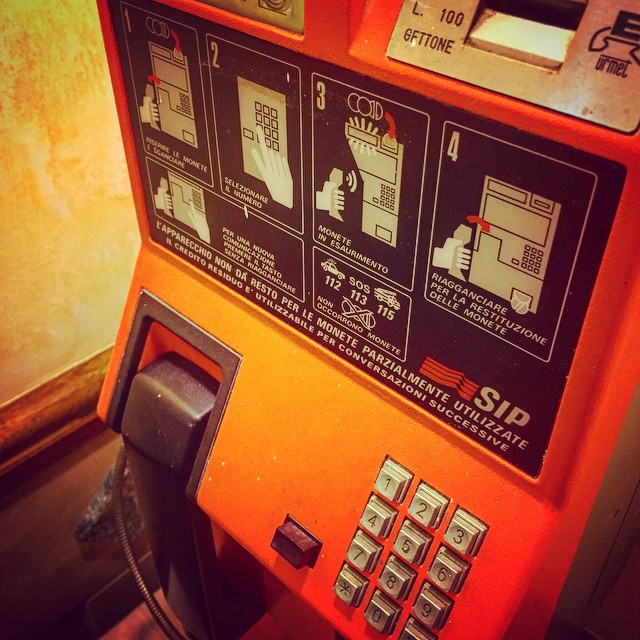 L. 100
GETTONE
urmet
1
INSERIRE LE MONETE
E SGANCIARE
2
SELEZIONARE
IL NUMERO
3
MONETE
IN ESAURIMENTO
4
RIAGGANCIARE
PER LA RESTITUZIONE
DELLE MONETE
PER UNA NUOVA
COMUNICAZIONE
PREMERE IL TASTO
SENZA RIAGGANCIARE
SOS
112 113 115
NON
OCCORRONO MONETE
L'APPARECCHIO NON DÀ RESTO PER LE MONETE PARZIALMENTE UTILIZZATE
IL CREDITO RESIDUO E' UTILIZZABILE PER CONVERSAZIONI SUCCESSIVE
SIP
1 2 3
4 5 6
7 8 9
* 0